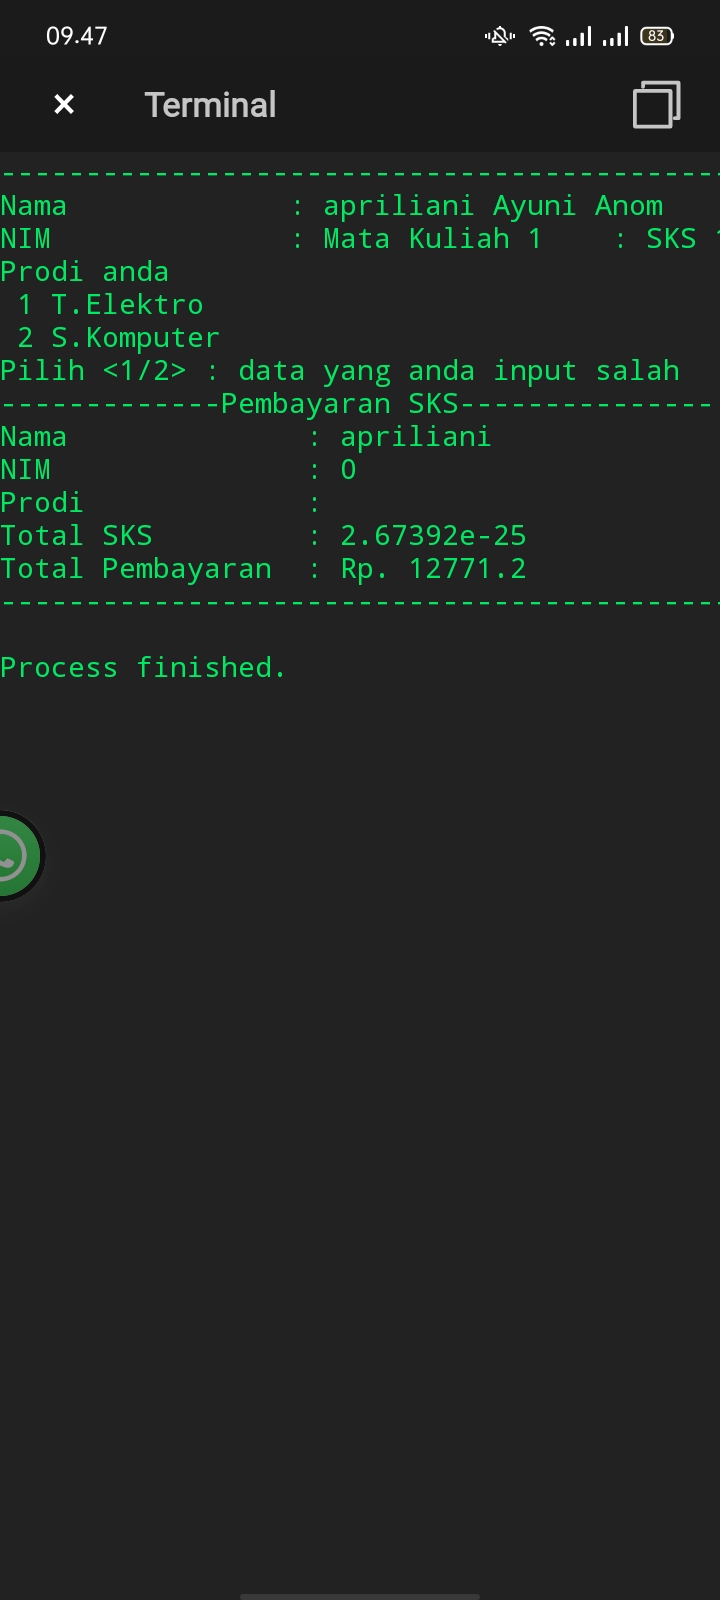 09.47
83
Terminal
-------------------------------------------
Nama : apriliani Ayuni Anom
NIM : Mata Kuliah 1 : SKS
Prodi anda
1 T.Elektro
2 S.Komputer
Pilih <1/2> : data yang anda input salah
-------------Pembayaran SKS---------------
Nama : apriliani
NIM : 0
Prodi :
Total SKS : 2.67392e-25
Total Pembayaran : Rp. 12771.2
-------------------------------------------
Process finished.